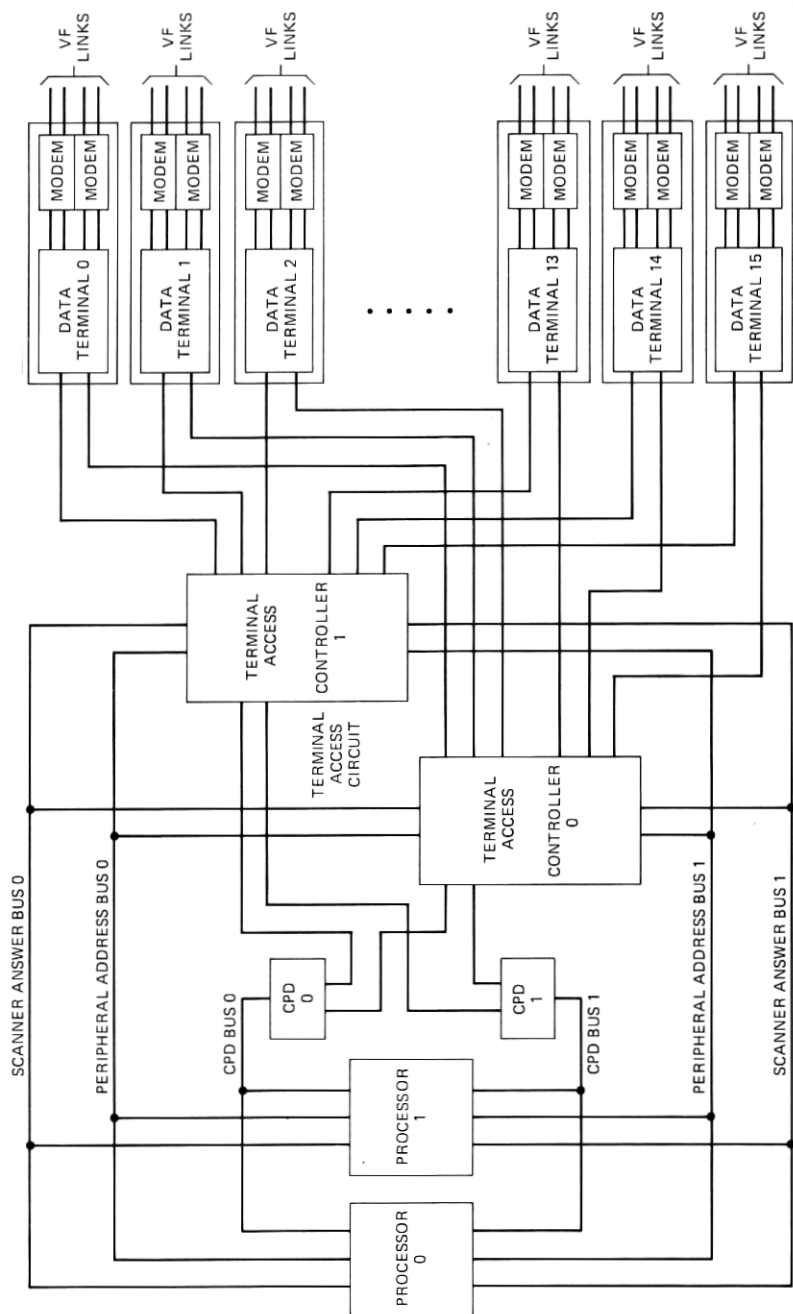 SCANNER ANSWER BUS 0
PERIPHERAL ADDRESS BUS 0
CPD BUS 0
PROCESSOR
0
PROCESSOR
1
CPD
0
CPD
1
CPD BUS 1
PERIPHERAL ADDRESS BUS 1
SCANNER ANSWER BUS 1
TERMINAL
ACCESS
CIRCUIT
TERMINAL
ACCESS
CONTROLLER
1
TERMINAL
ACCESS
CONTROLLER
0
DATA
TERMINAL 0
MODEM
MODEM
VF
LINKS
DATA
TERMINAL 1
MODEM
MODEM
VF
LINKS
DATA
TERMINAL 2
MODEM
MODEM
VF
LINKS
DATA
TERMINAL 13
MODEM
MODEM
VF
LINKS
DATA
TERMINAL 14
MODEM
MODEM
VF
LINKS
DATA
TERMINAL 15
MODEM
MODEM
VF
LINKS